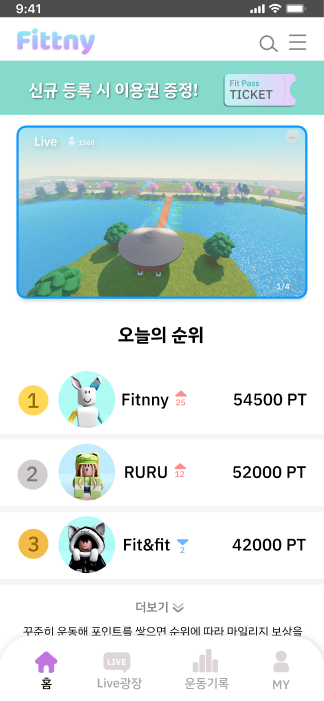 9:41
Fittny
신규 등록 시 이용권 증정!
Fit Pass
TICKET
Live 1560
1/4
오늘의 순위
1 Fitnny 25 54500 PT
2 RURU 12 52000 PT
3 Fit&fit 2 42000 PT
더보기
꾸준히 운동해 포인트를 쌓으면 순위에 따라 마일리지 보상을
LIVE
홈 Live광장 운동기록 MY